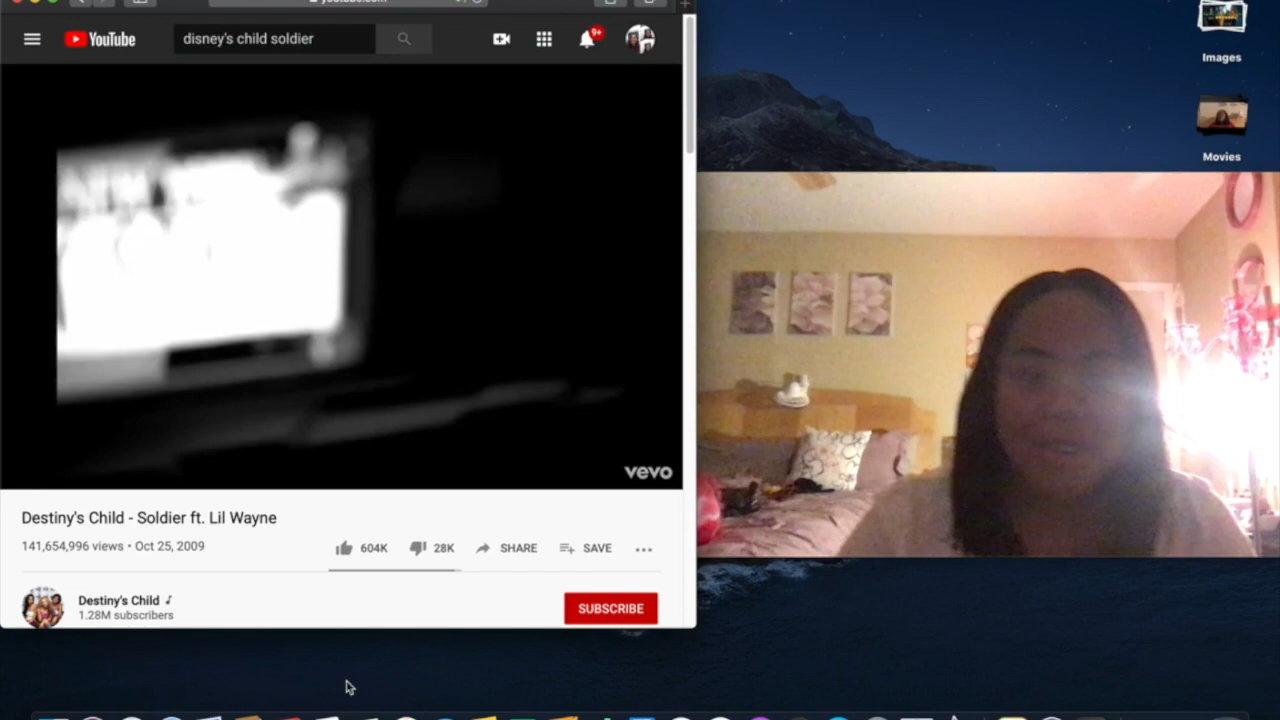 YouTube
disney's child soldier
9+
Images
Movies
vevo
Destiny's Child - Soldier ft. Lil Wayne
141,654,996 views • Oct 25, 2009
604K
28K
SHARE
SAVE
Destiny's Child
1.28M subscribers
SUBSCRIBE